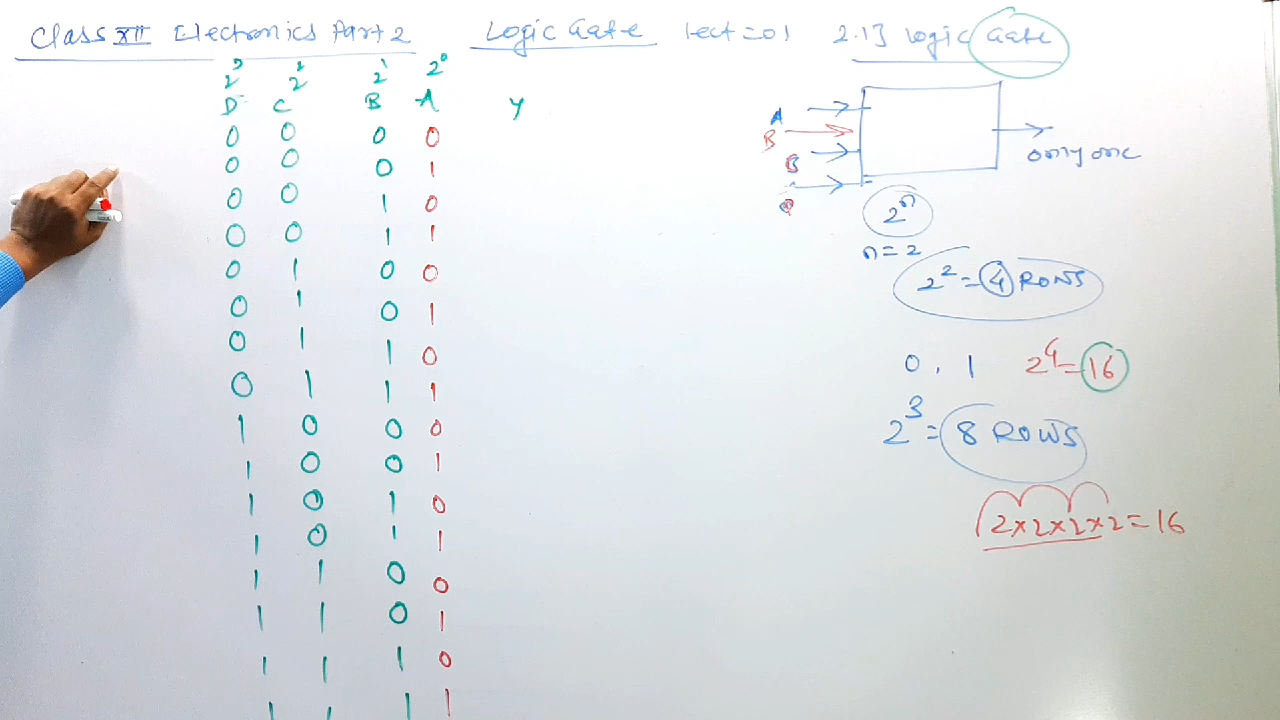 Class XII Electronics Part 2 Logic Gate lect=01 2.13 Logic Gate
2³ 2² 2¹ 2⁰
D C B A Y
0 0 0 0
0 0 0 1
0 0 1 0
0 0 1 1
0 1 0 0
0 1 0 1
0 1 1 0
0 1 1 1
1 0 0 0
1 0 0 1
1 0 1 0
1 0 1 1
1 1 0 0
1 1 0 1
1 1 1 0
1 1 1 1
A
B
only one
2ⁿ
n=2
2²=4 ROWS
0, 1 2⁴=16
2³=8 ROWS
2×2×2×2=16